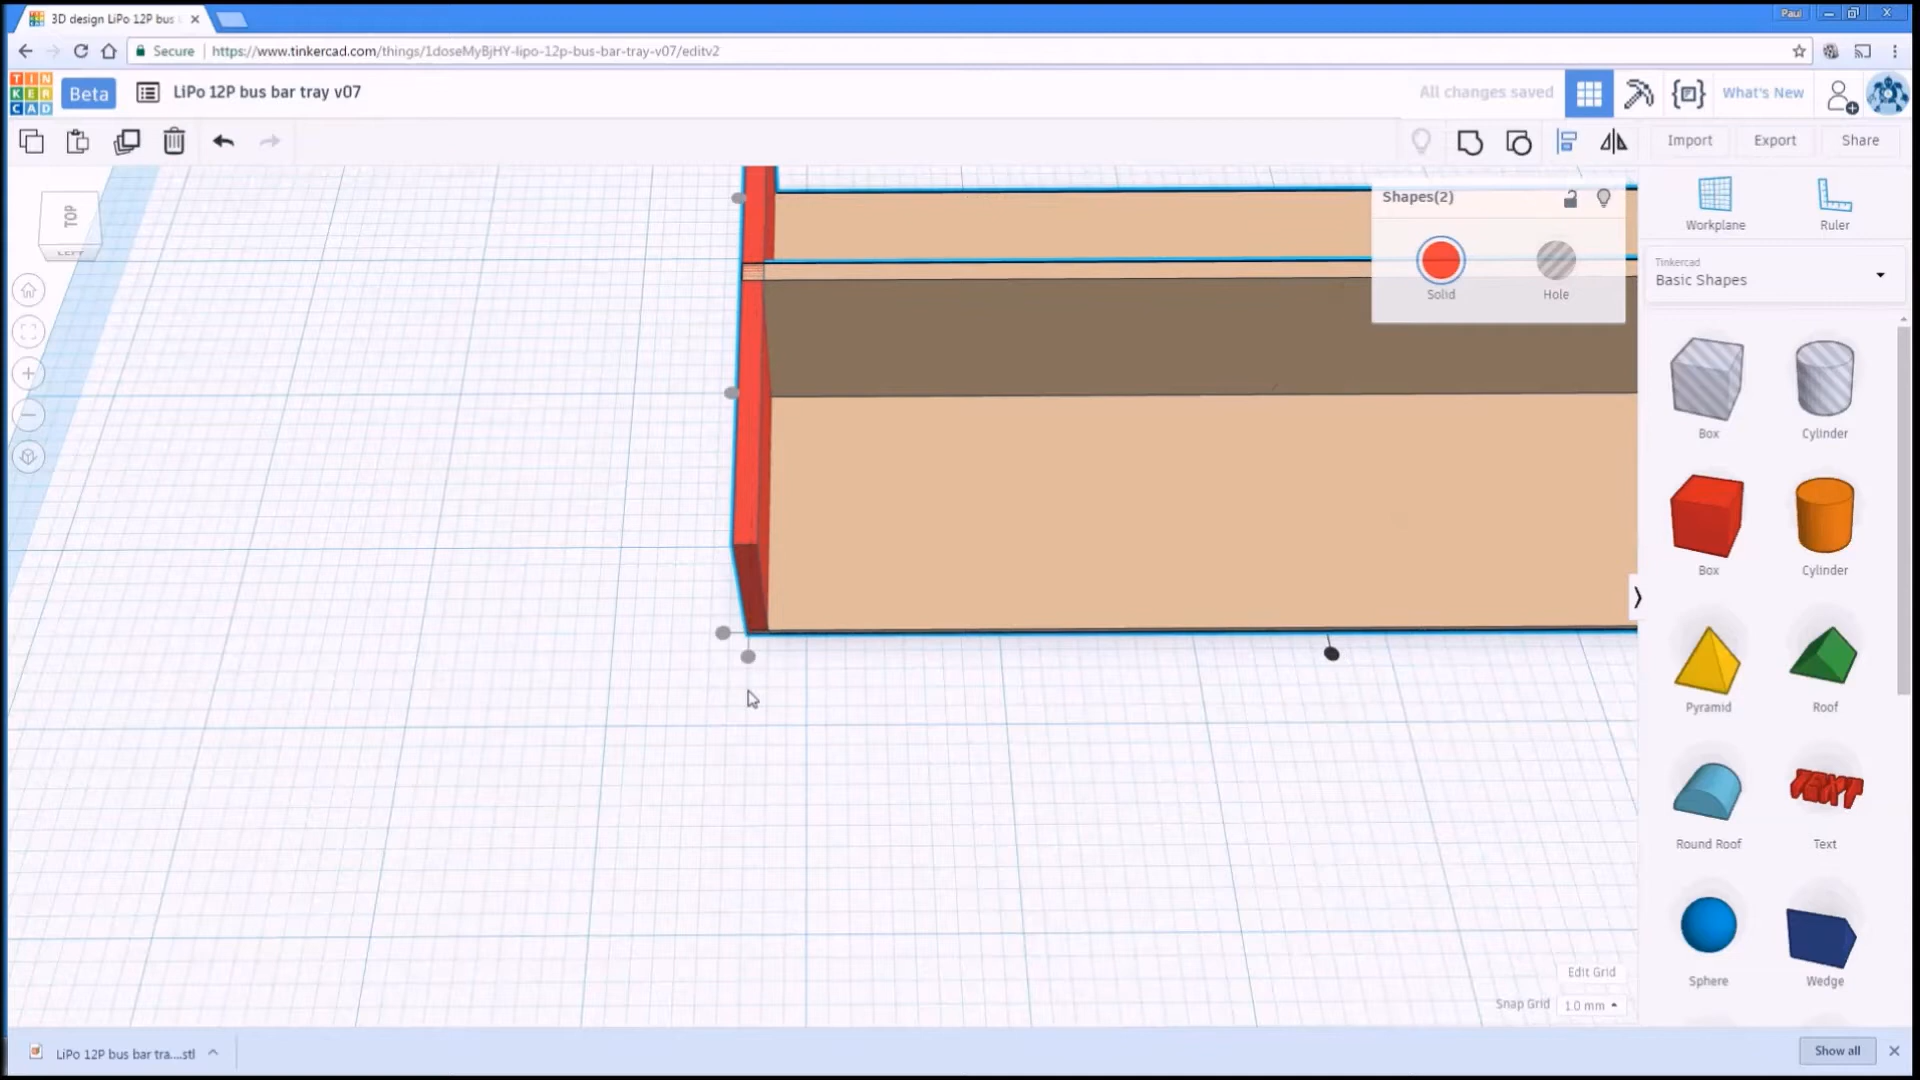 3D design LiPo 12P bus
Paul
Secure
https://www.tinkercad.com/things/1doseMyBjHY-lipo-12p-bus-bar-tray-v07/editv2
TIN
KER
CAD
Beta
LiPo 12P bus bar tray v07
All changes saved
What's New
Import
Export
Share
TOP
LEFT
Shapes(2)
Solid
Hole
Workplane
Ruler
Tinkercad
Basic Shapes
Box
Cylinder
Box
Cylinder
Pyramid
Roof
TEXT
Round Roof
Text
Sphere
Wedge
Edit Grid
Snap Grid
1.0 mm
LiPo 12P bus bar tra....stl
Show all